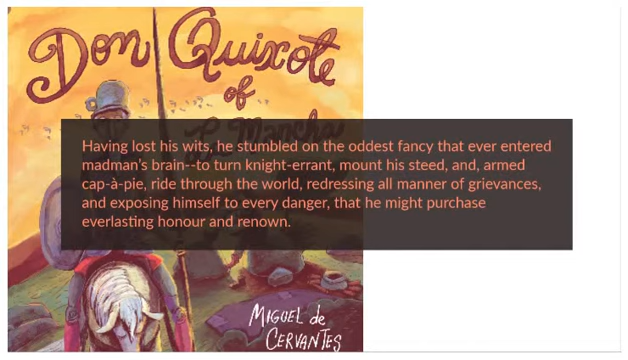 Don Quixote
of
La Mancha
Having lost his wits, he stumbled on the oddest fancy that ever entered
madman's brain--to turn knight-errant, mount his steed, and, armed
cap-à-pie, ride through the world, redressing all manner of grievances,
and exposing himself to every danger, that he might purchase
everlasting honour and renown.
MIGUEL de
CERVANTES